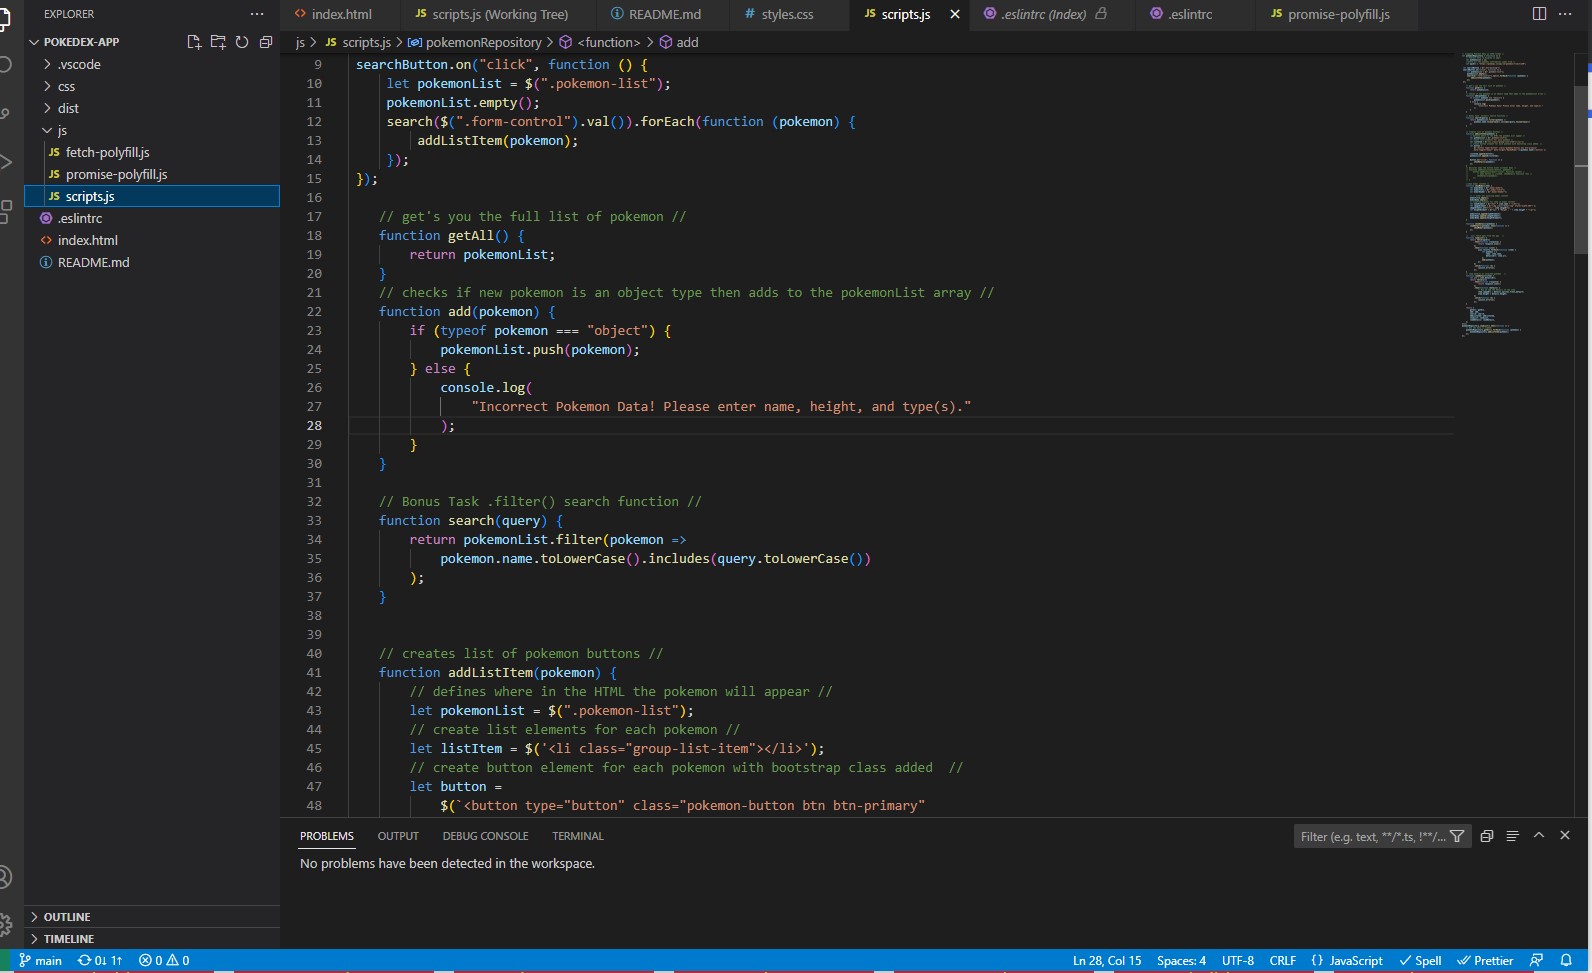 EXPLORER
POKEDEX-APP
.vscode
css
dist
js
JS fetch-polyfill.js
JS promise-polyfill.js
JS scripts.js
.eslintrc
<> index.html
README.md
OUTLINE
TIMELINE
<> index.html
JS scripts.js (Working Tree)
README.md
# styles.css
JS scripts.js
.eslintrc (Index)
.eslintrc
JS promise-polyfill.js
js > JS scripts.js > pokemonRepository > <function> > add
9 searchButton.on("click", function () {
10 let pokemonList = $(".pokemon-list");
11 pokemonList.empty();
12 search($(".form-control").val()).forEach(function (pokemon) {
13 addListItem(pokemon);
14 });
15 });
16
17 // get's you the full list of pokemon //
18 function getAll() {
19 return pokemonList;
20 }
21 // checks if new pokemon is an object type then adds to the pokemonList array //
22 function add(pokemon) {
23 if (typeof pokemon === "object") {
24 pokemonList.push(pokemon);
25 } else {
26 console.log(
27 "Incorrect Pokemon Data! Please enter name, height, and type(s)."
28 );
29 }
30 }
31
32 // Bonus Task .filter() search function //
33 function search(query) {
34 return pokemonList.filter(pokemon =>
35 pokemon.name.toLowerCase().includes(query.toLowerCase())
36 );
37 }
38
39
40 // creates list of pokemon buttons //
41 function addListItem(pokemon) {
42 // defines where in the HTML the pokemon will appear //
43 let pokemonList = $(".pokemon-list");
44 // create list elements for each pokemon //
45 let listItem = $('<li class="group-list-item"></li>');
46 // create button element for each pokemon with bootstrap class added //
47 let button =
48 $(`<button type="button" class="pokemon-button btn btn-primary"
PROBLEMS OUTPUT DEBUG CONSOLE TERMINAL
Filter (e.g. text, **/*.ts, !**/...
No problems have been detected in the workspace.
main 0↓ 1↑ 0 0
Ln 28, Col 15 Spaces: 4 UTF-8 CRLF {} JavaScript Spell Prettier